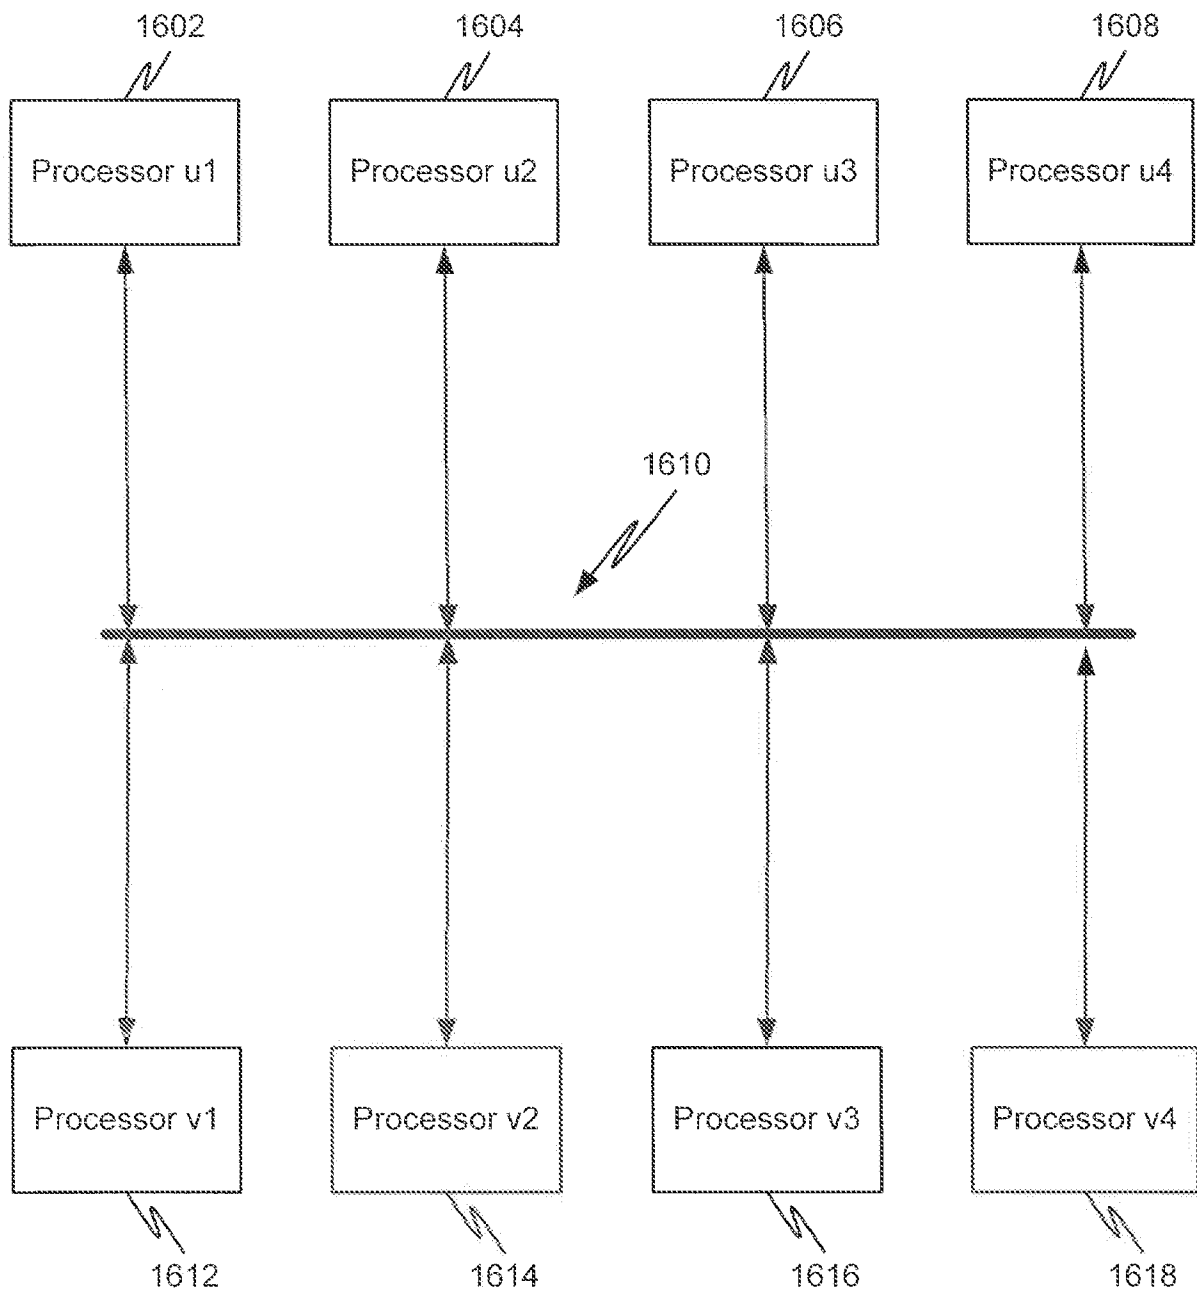 1602
1604
1606
1608
Processor u1
Processor u2
Processor u3
Processor u4
1610
Processor v1
Processor v2
Processor v3
Processor v4
1612
1614
1616
1618